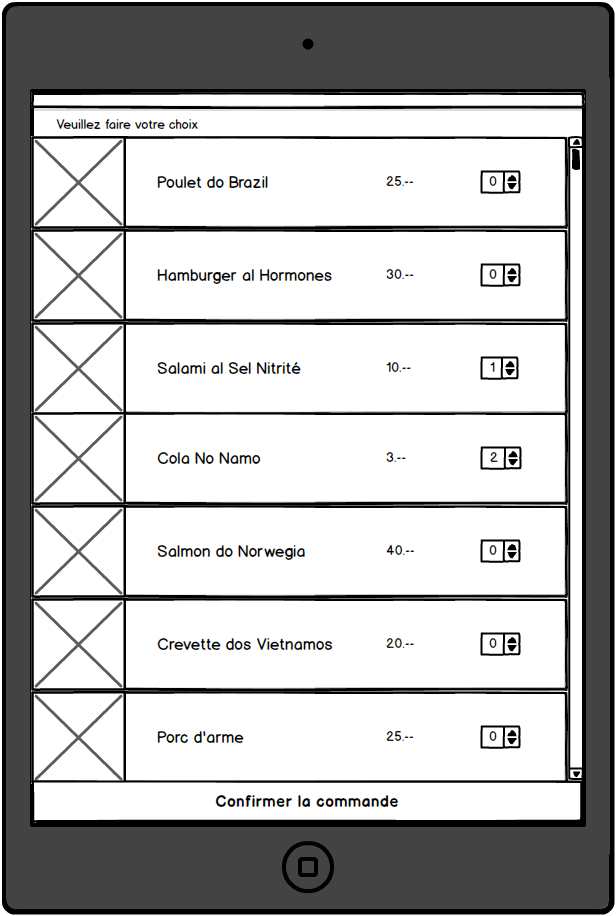 Veuillez faire votre choix
Poulet do Brazil 25.-- 0
Hamburger al Hormones 30.-- 0
Salami al Sel Nitrité 10.-- 1
Cola No Namo 3.-- 2
Salmon do Norwegia 40.-- 0
Crevette dos Vietnamos 20.-- 0
Porc d'arme 25.-- 0
Confirmer la commande